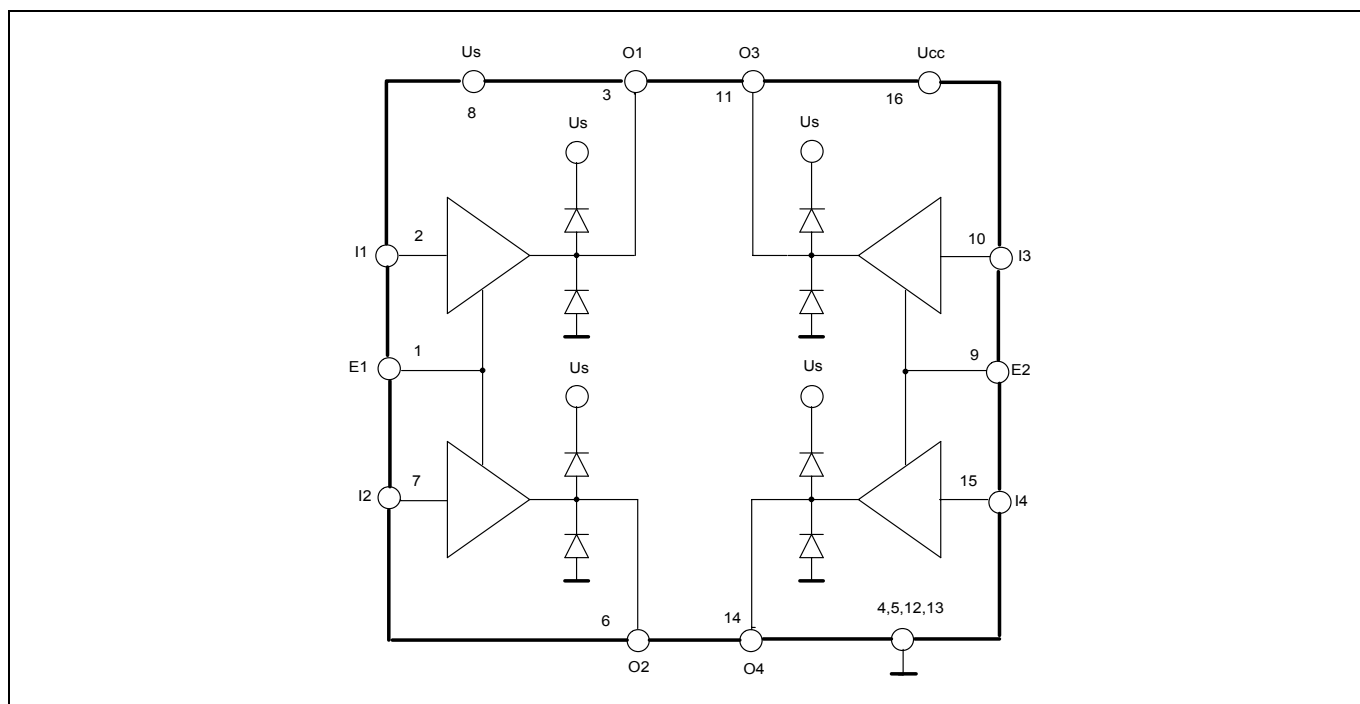 Us O1 O3 Ucc
8 3 11 16
Us Us
2 10
I1 I3
1 9
E1 E2
Us Us
7 15
I2 I4
4,5,12,13
6 14
O2 O4